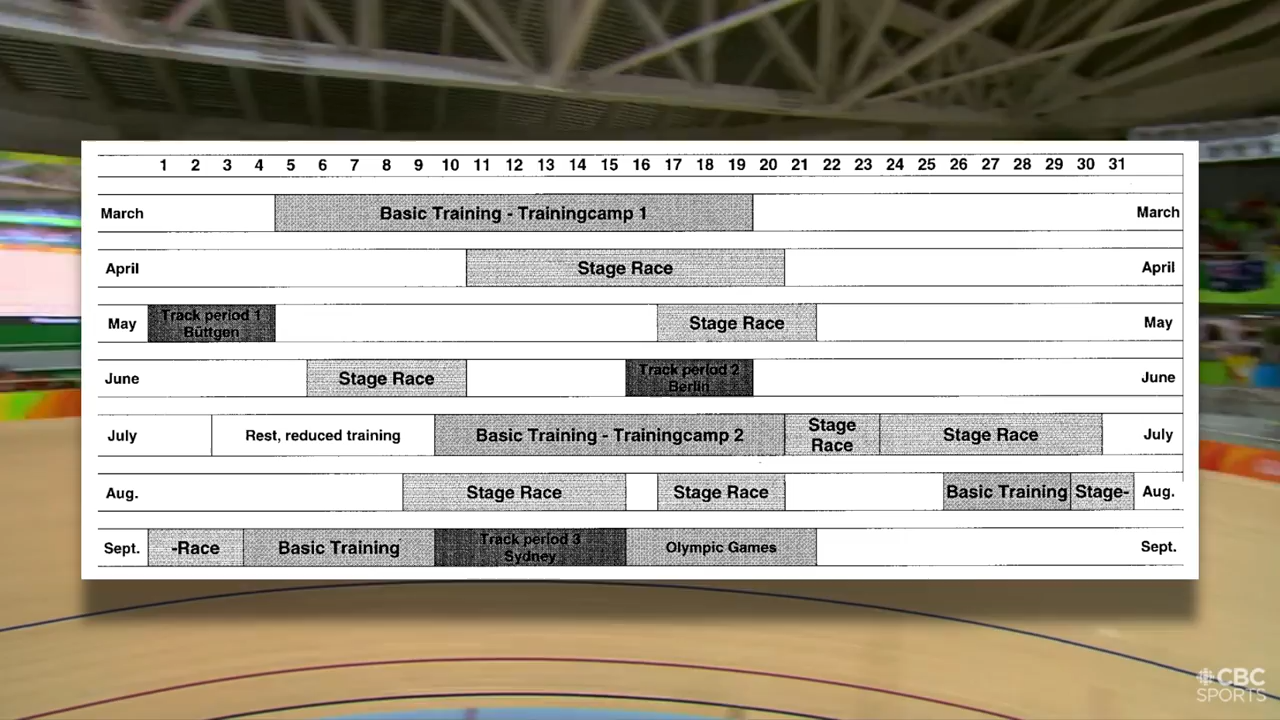 1 2 3 4 5 6 7 8 9 10 11 12 13 14 15 16 17 18 19 20 21 22 23 24 25 26 27 28 29 30 31
March Basic Training - Trainingcamp 1 March
April Stage Race April
May Track period 1 Büttgen Stage Race May
June Stage Race Track period 2 Berlin June
July Rest, reduced training Basic Training - Trainingcamp 2 Stage Race Stage Race July
Aug. Stage Race Stage Race Basic Training Stage- Aug.
Sept. -Race Basic Training Track period 3 Sydney Olympic Games Sept.
CBC
SPORTS